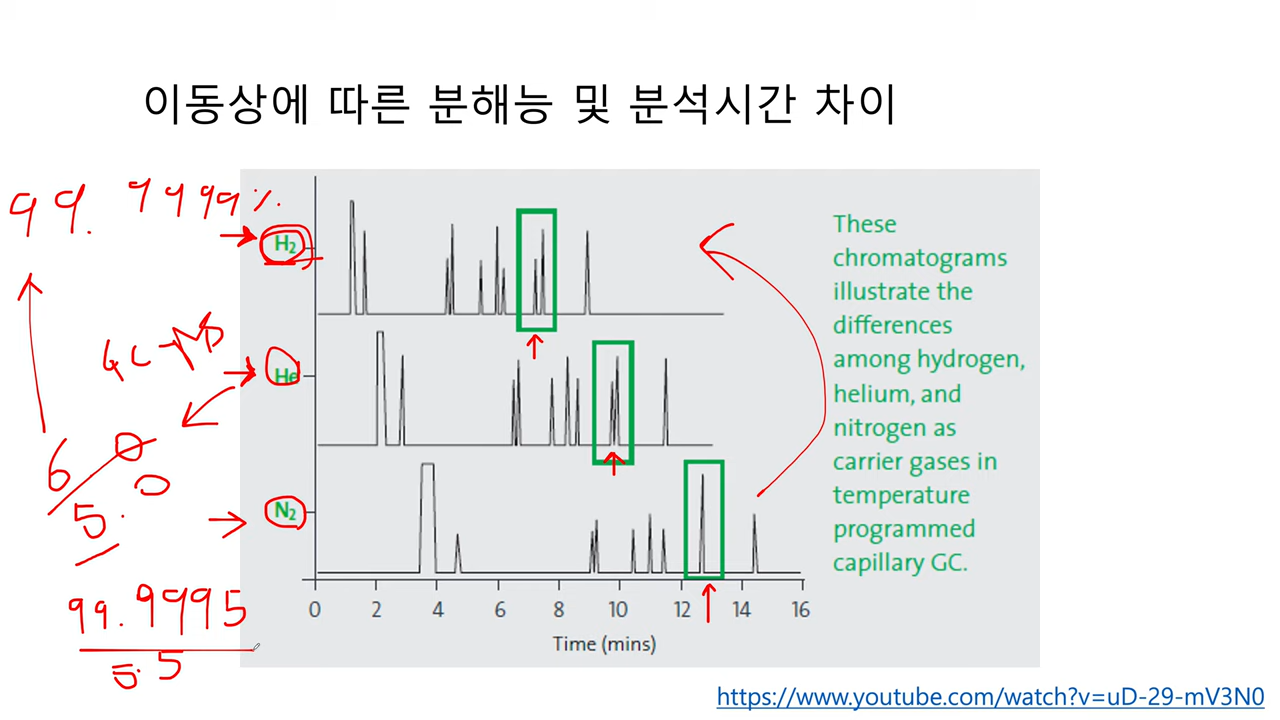 이동상에 따른 분해능 및 분석시간 차이
99.9999%
H2
GC-MS
He
6.0
5.0
N2
99.9995
5.5
These
chromatograms
illustrate the
differences
among hydrogen,
helium, and
nitrogen as
carrier gases in
temperature
programmed
capillary GC.
0 2 4 6 8 10 12 14 16
Time (mins)
https://www.youtube.com/watch?v=uD-29-mV3N0